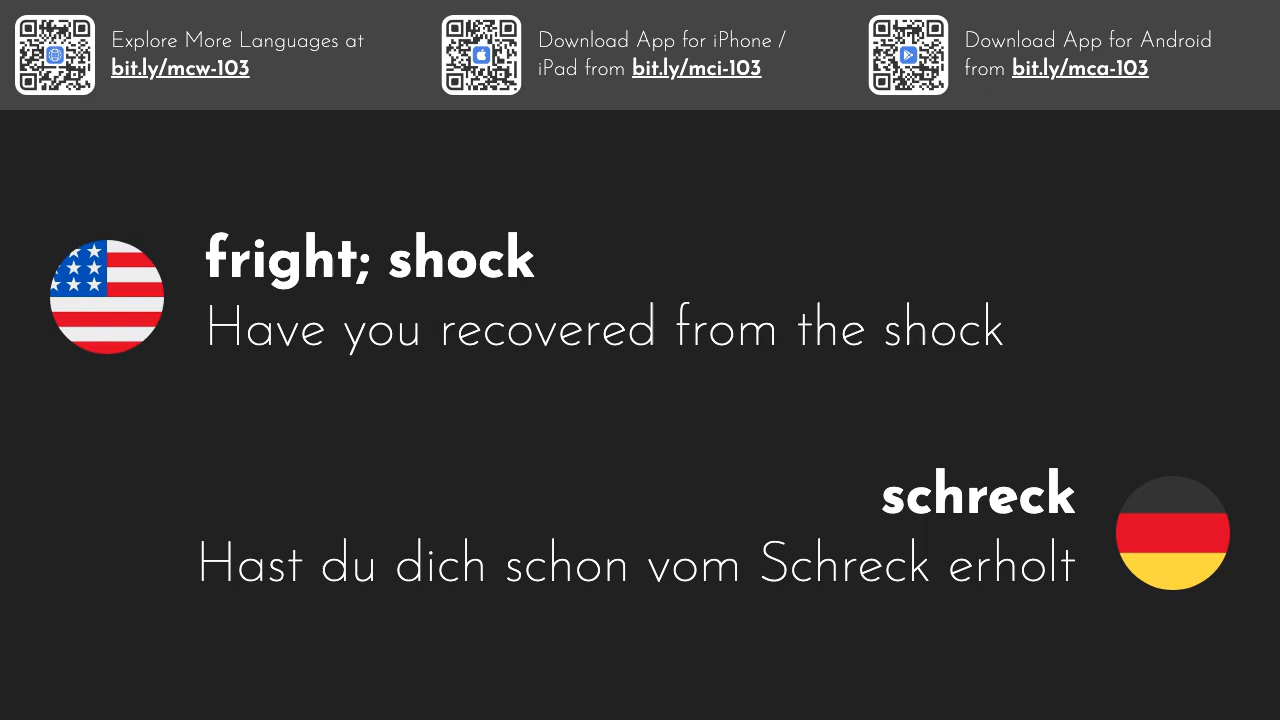 Explore More Languages at
bit.ly/mcw-103
Download App for iPhone /
iPad from bit.ly/mci-103
Download App for Android
from bit.ly/mca-103
fright; shock
Have you recovered from the shock
schreck
Hast du dich schon vom Schreck erholt